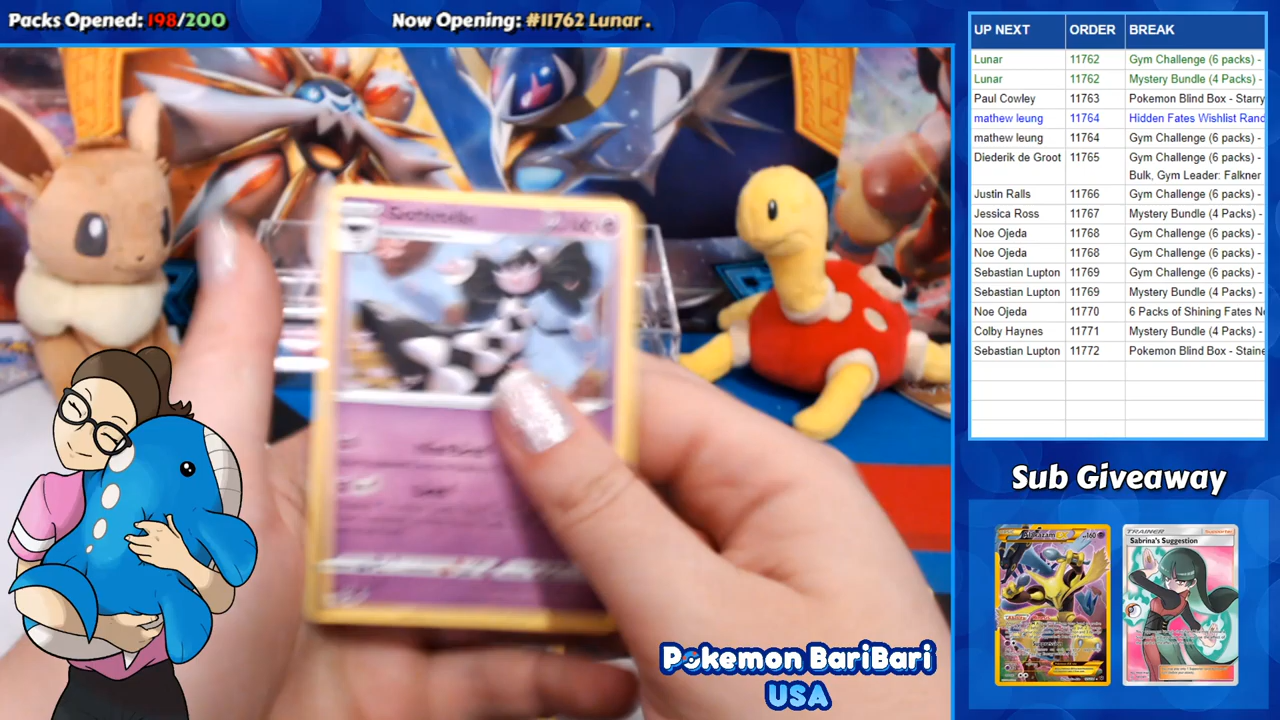 Packs Opened: 198/200
Now Opening: #11762 Lunar .
UP NEXT ORDER BREAK
Lunar 11762 Gym Challenge (6 packs) -
Lunar 11762 Mystery Bundle (4 Packs) -
Paul Cowley 11763 Pokemon Blind Box - Starry
mathew leung 11764 Hidden Fates Wishlist Rand
mathew leung 11764 Gym Challenge (6 packs) -
Diederik de Groot 11765 Gym Challenge (6 packs) -
Bulk, Gym Leader: Falkner
Justin Ralls 11766 Gym Challenge (6 packs) -
Jessica Ross 11767 Mystery Bundle (4 Packs) -
Noe Ojeda 11768 Gym Challenge (6 packs) -
Noe Ojeda 11768 Gym Challenge (6 packs) -
Sebastian Lupton 11769 Gym Challenge (6 packs) -
Sebastian Lupton 11769 Mystery Bundle (4 Packs) -
Noe Ojeda 11770 6 Packs of Shining Fates No
Colby Haynes 11771 Mystery Bundle (4 Packs) -
Sebastian Lupton 11772 Pokemon Blind Box - Staine
Sub Giveaway
TRAINER
Sabrina's Suggestion
Pokemon BariBari
USA